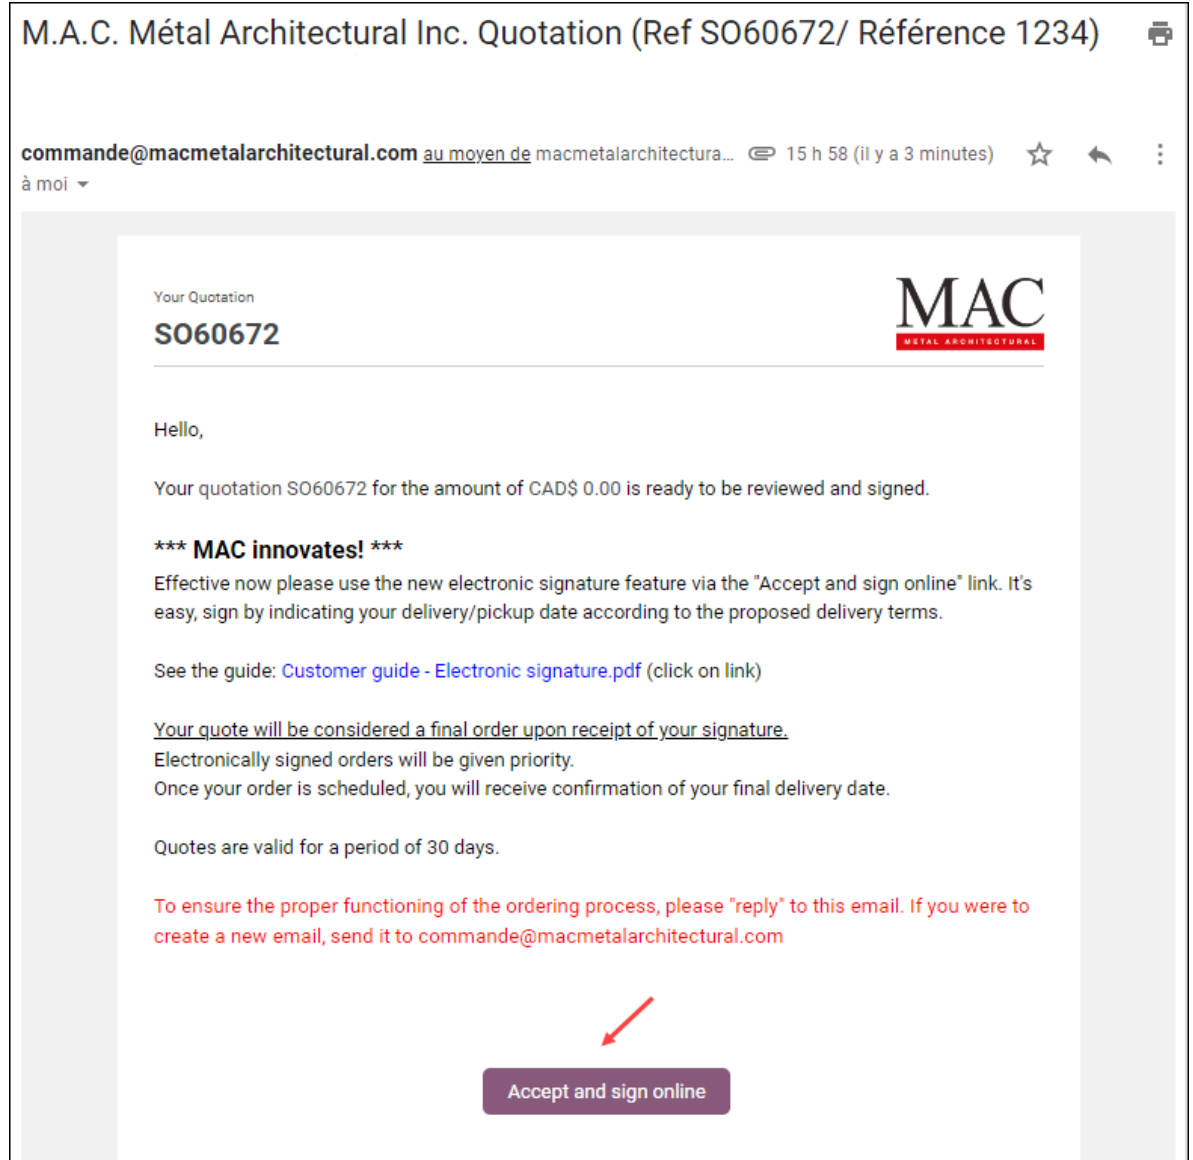 M.A.C. Métal Architectural Inc. Quotation (Ref SO60672/ Référence 1234)
commande@macmetalarchitectural.com au moyen de macmetalarchitectura... 15 h 58 (il y a 3 minutes)
à moi
Your Quotation
SO60672
MAC
METAL ARCHITECTURAL
Hello,
Your quotation SO60672 for the amount of CAD$ 0.00 is ready to be reviewed and signed.
*** MAC innovates! ***
Effective now please use the new electronic signature feature via the "Accept and sign online" link. It's
easy, sign by indicating your delivery/pickup date according to the proposed delivery terms.
See the guide: Customer guide - Electronic signature.pdf (click on link)
Your quote will be considered a final order upon receipt of your signature.
Electronically signed orders will be given priority.
Once your order is scheduled, you will receive confirmation of your final delivery date.
Quotes are valid for a period of 30 days.
To ensure the proper functioning of the ordering process, please "reply" to this email. If you were to
create a new email, send it to commande@macmetalarchitectural.com
Accept and sign online